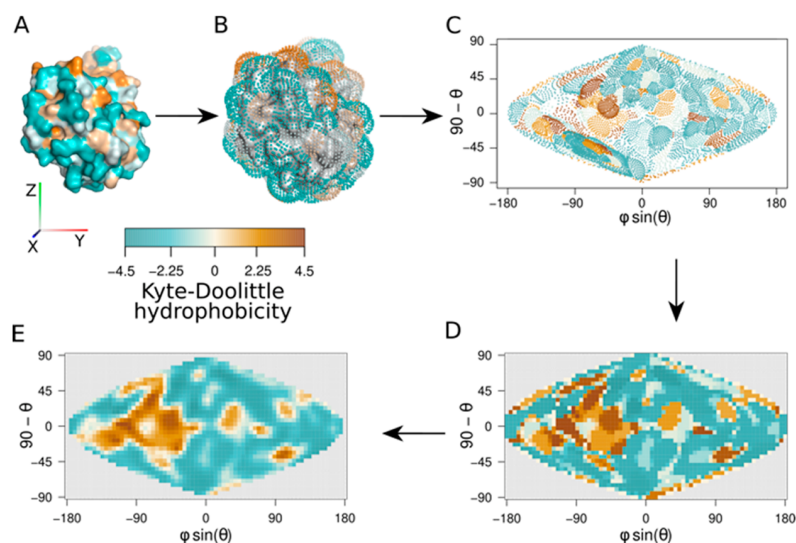 A
B
C
90
45
0
−45
−90
90 − θ
−180
−90
0
90
180
φ sin(θ)
Z
X
Y
−4.5
−2.25
0
2.25
4.5
Kyte-Doolittle
hydrophobicity
E
90
45
0
−45
−90
90 − θ
−180
−90
0
90
180
φ sin(θ)
D
90
45
0
−45
−90
90 − θ
−180
−90
0
90
180
φ sin(θ)